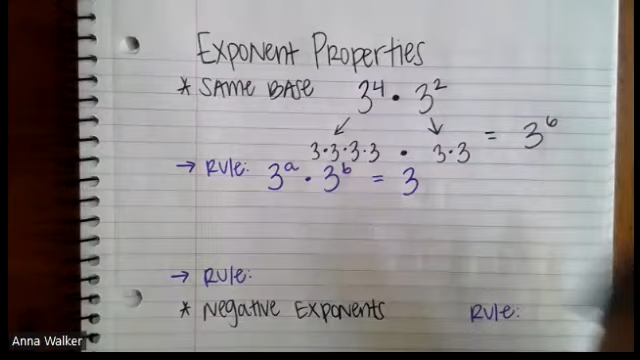 Exponent Properties
* Same Base 3⁴ • 3²
3•3•3•3 • 3•3 = 3⁶
→ Rule: 3ᵃ • 3ᵇ = 3
→ Rule:
* Negative Exponents Rule:
Anna Walker